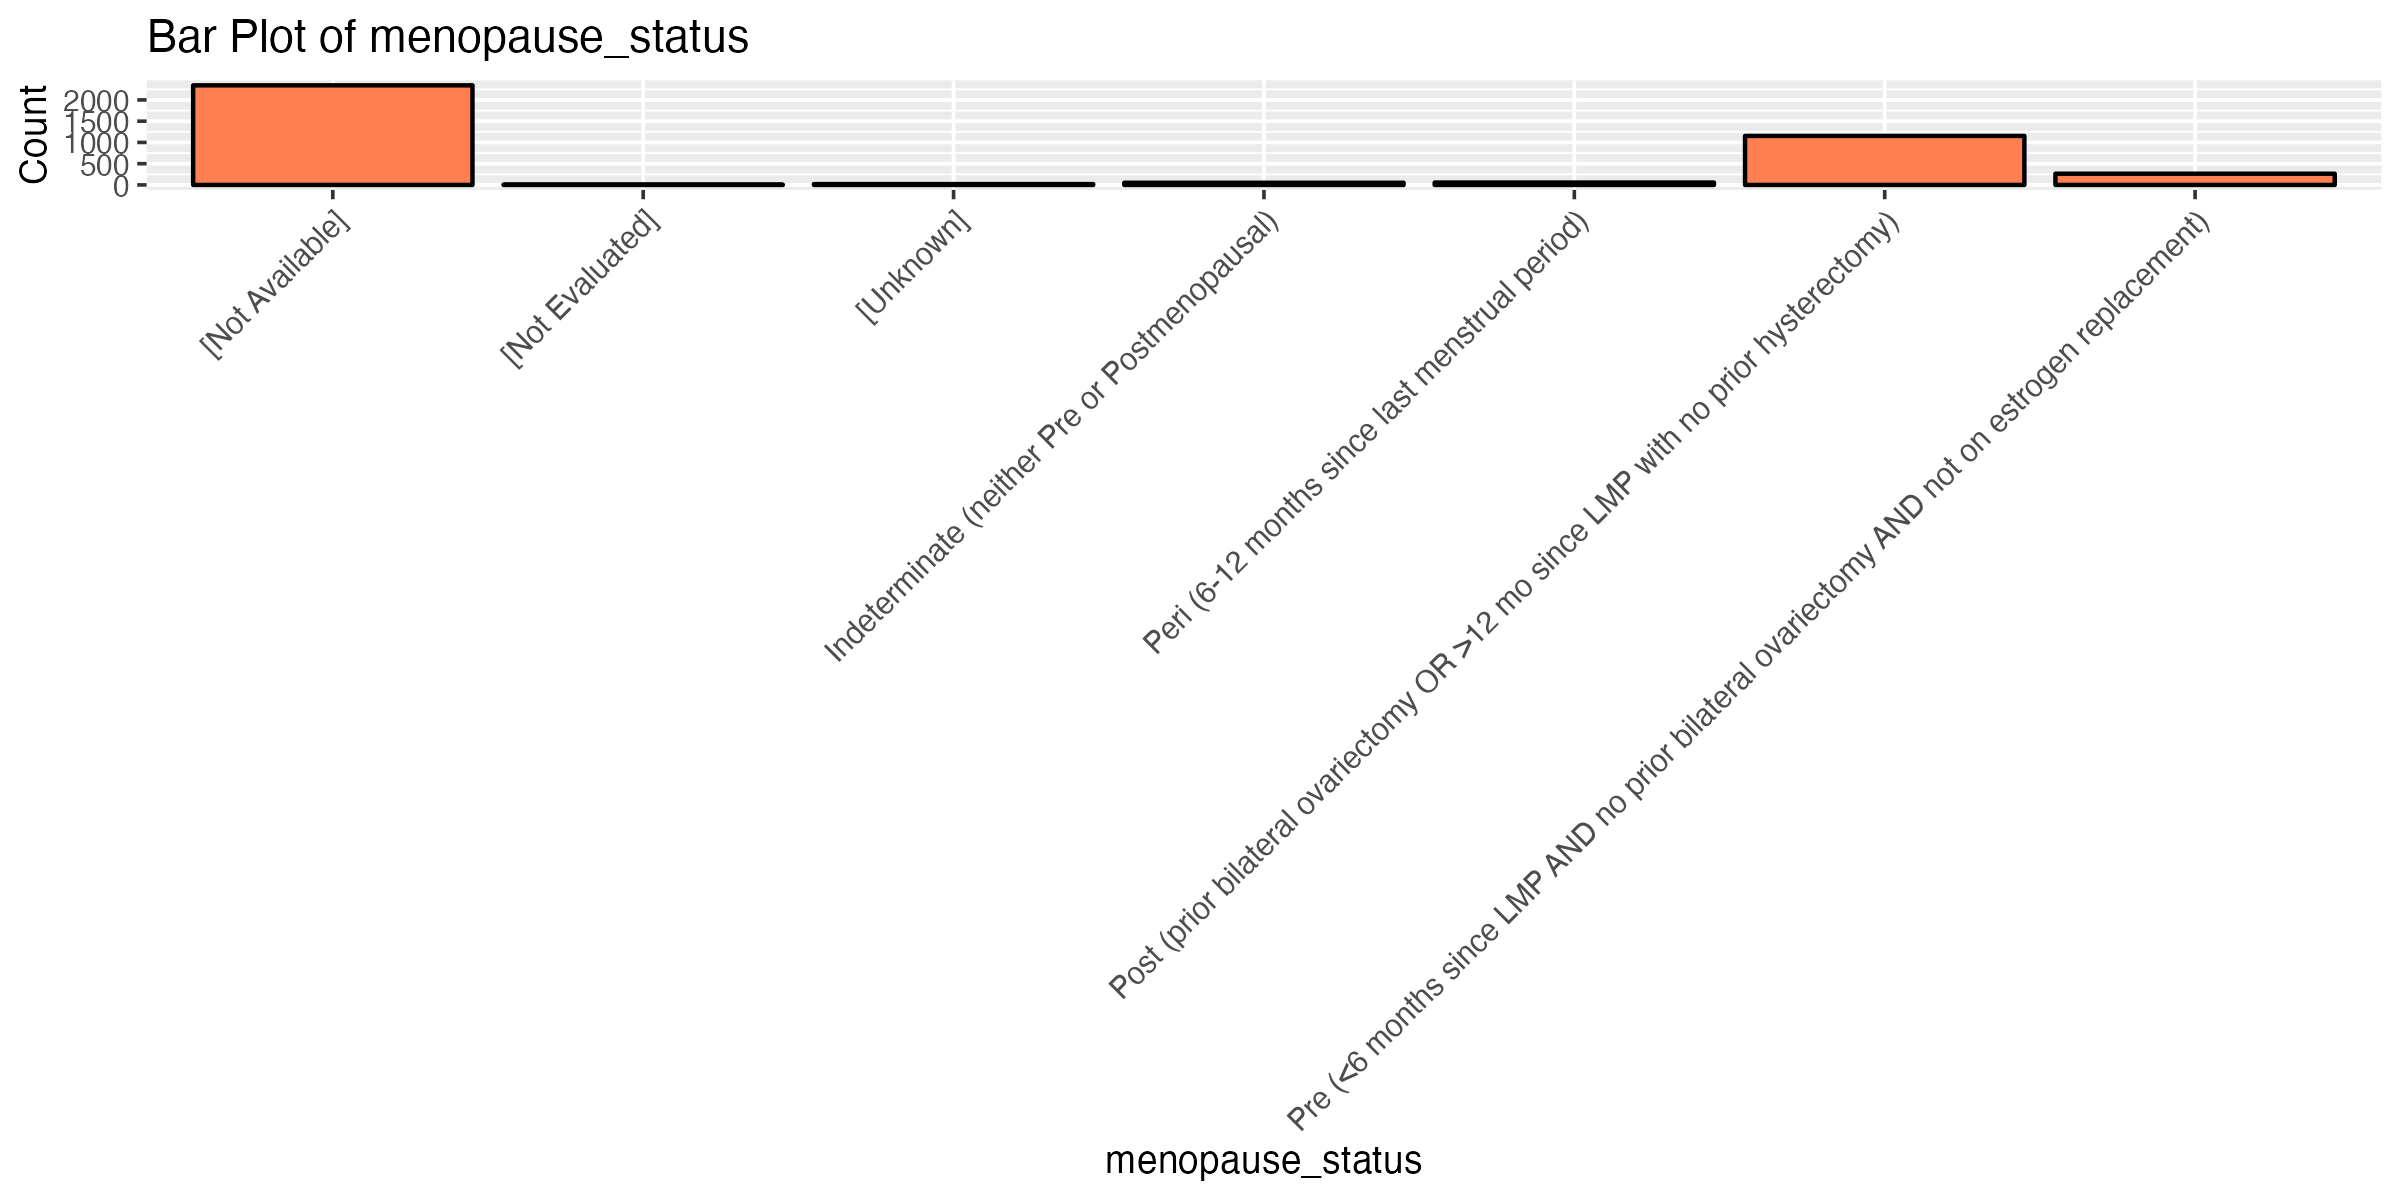 Bar Plot of menopause_status
Count
2000
1500
1000
500
0
[Not Available]
[Not Evaluated]
[Unknown]
Indeterminate (neither Pre or Postmenopausal)
Peri (6-12 months since last menstrual period)
Post (prior bilateral ovariectomy OR >12 mo since LMP with no prior hysterectomy)
Pre (<6 months since LMP AND no prior bilateral ovariectomy AND not on estrogen replacement)
menopause_status